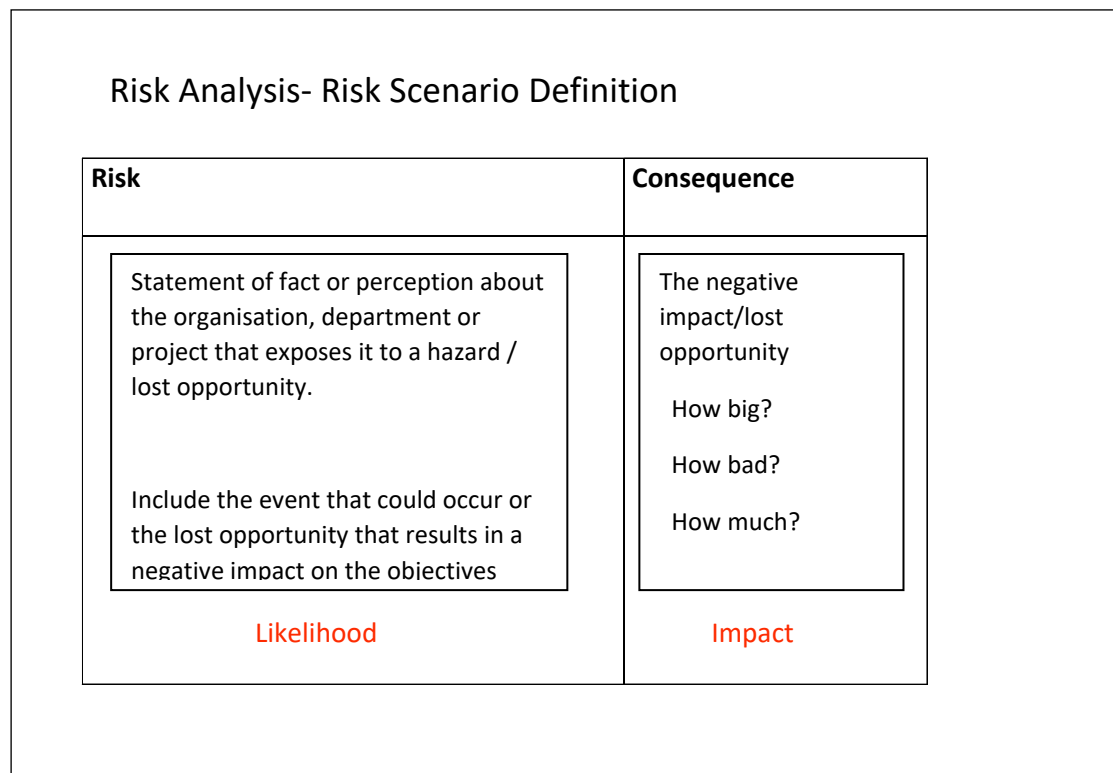 Risk Analysis- Risk Scenario Definition
Risk
Consequence
Statement of fact or perception about
the organisation, department or
project that exposes it to a hazard /
lost opportunity.
Include the event that could occur or
the lost opportunity that results in a
negative impact on the objectives
Likelihood
The negative
impact/lost
opportunity
How big?
How bad?
How much?
Impact